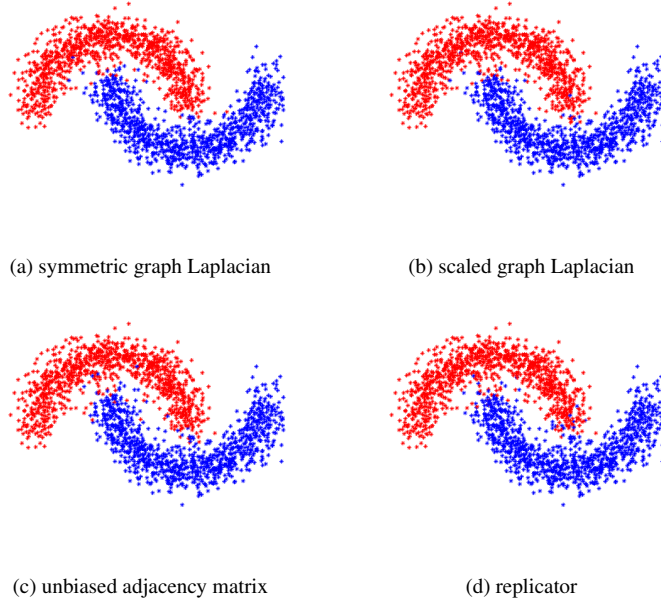 (a) symmetric graph Laplacian
(b) scaled graph Laplacian
(c) unbiased adjacency matrix
(d) replicator